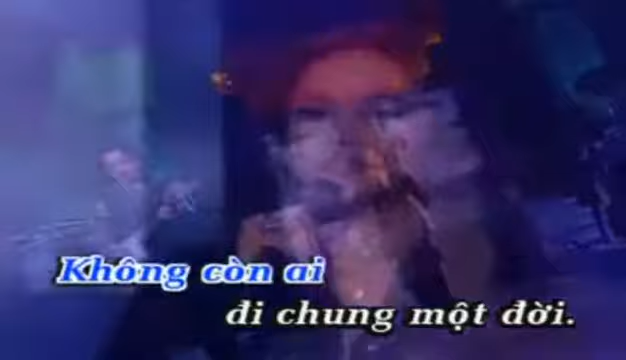 Không còn ai
đi chung một đời.